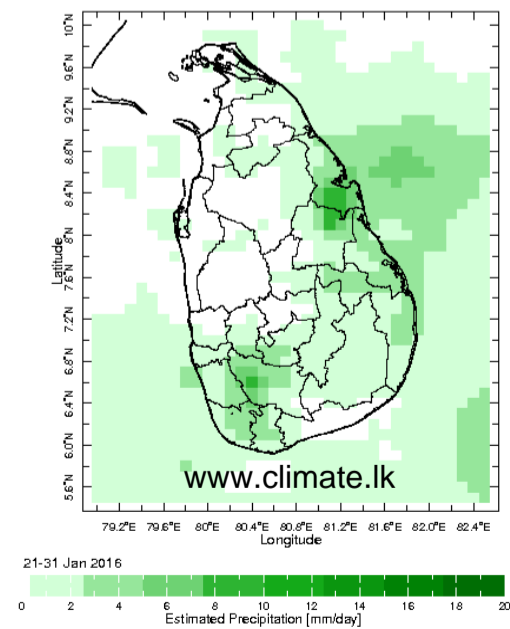 10°N
9.6°N
9.2°N
8.8°N
8.4°N
8°N
7.6°N
7.2°N
6.8°N
6.4°N
6.0°N
5.6°N
Latitude
www.climate.lk
79.2°E 79.6°E 80°E 80.4°E 80.8°E 81.2°E 81.6°E 82.0°E 82.4°E
Longitude
21-31 Jan 2016
0 2 4 6 8 10 12 14 16 18 20
Estimated Precipitation [mm/day]